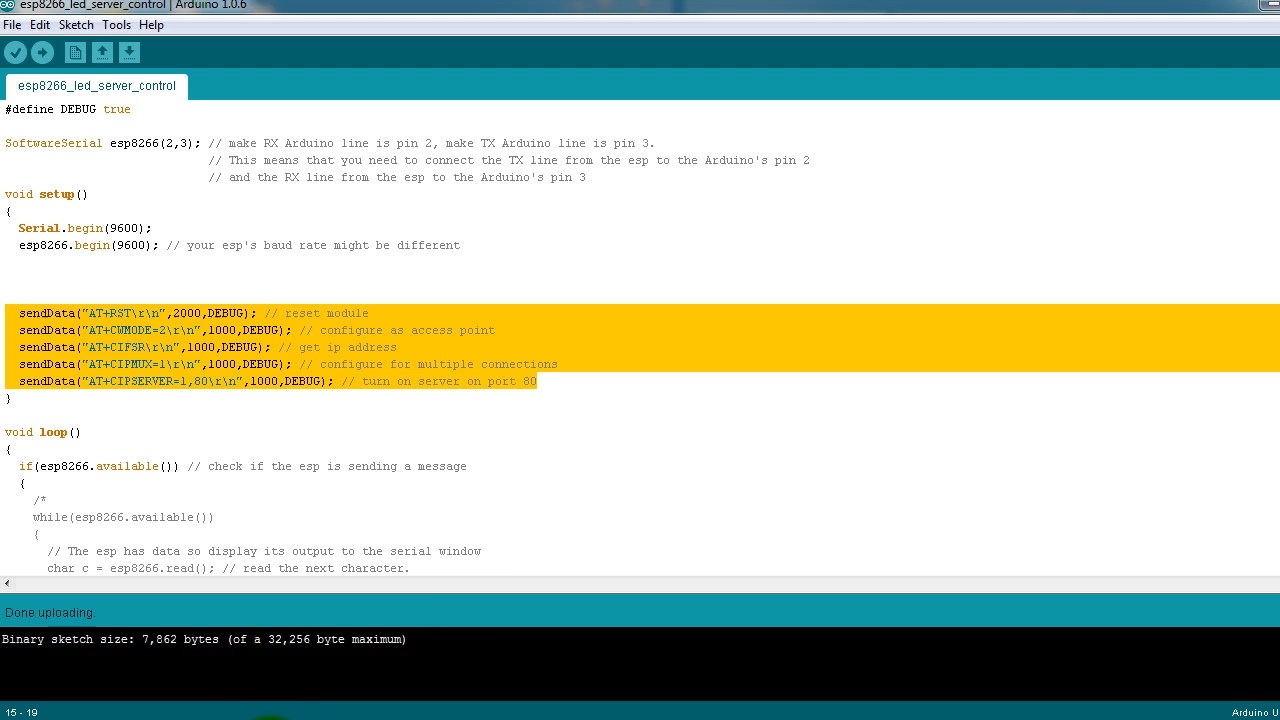 esp8266_led_server_control | Arduino 1.0.6
File Edit Sketch Tools Help
esp8266_led_server_control
#define DEBUG true
SoftwareSerial esp8266(2,3); // make RX Arduino line is pin 2, make TX Arduino line is pin 3.
// This means that you need to connect the TX line from the esp to the Arduino's pin 2
// and the RX line from the esp to the Arduino's pin 3
void setup()
{
Serial.begin(9600);
esp8266.begin(9600); // your esp's baud rate might be different
sendData("AT+RST\r\n",2000,DEBUG); // reset module
sendData("AT+CWMODE=2\r\n",1000,DEBUG); // configure as access point
sendData("AT+CIFSR\r\n",1000,DEBUG); // get ip address
sendData("AT+CIPMUX=1\r\n",1000,DEBUG); // configure for multiple connections
sendData("AT+CIPSERVER=1,80\r\n",1000,DEBUG); // turn on server on port 80
}
void loop()
{
if(esp8266.available()) // check if the esp is sending a message
{
/*
while(esp8266.available())
{
// The esp has data so display its output to the serial window
char c = esp8266.read(); // read the next character.
Done uploading.
Binary sketch size: 7,862 bytes (of a 32,256 byte maximum)
15 - 19
Arduino U